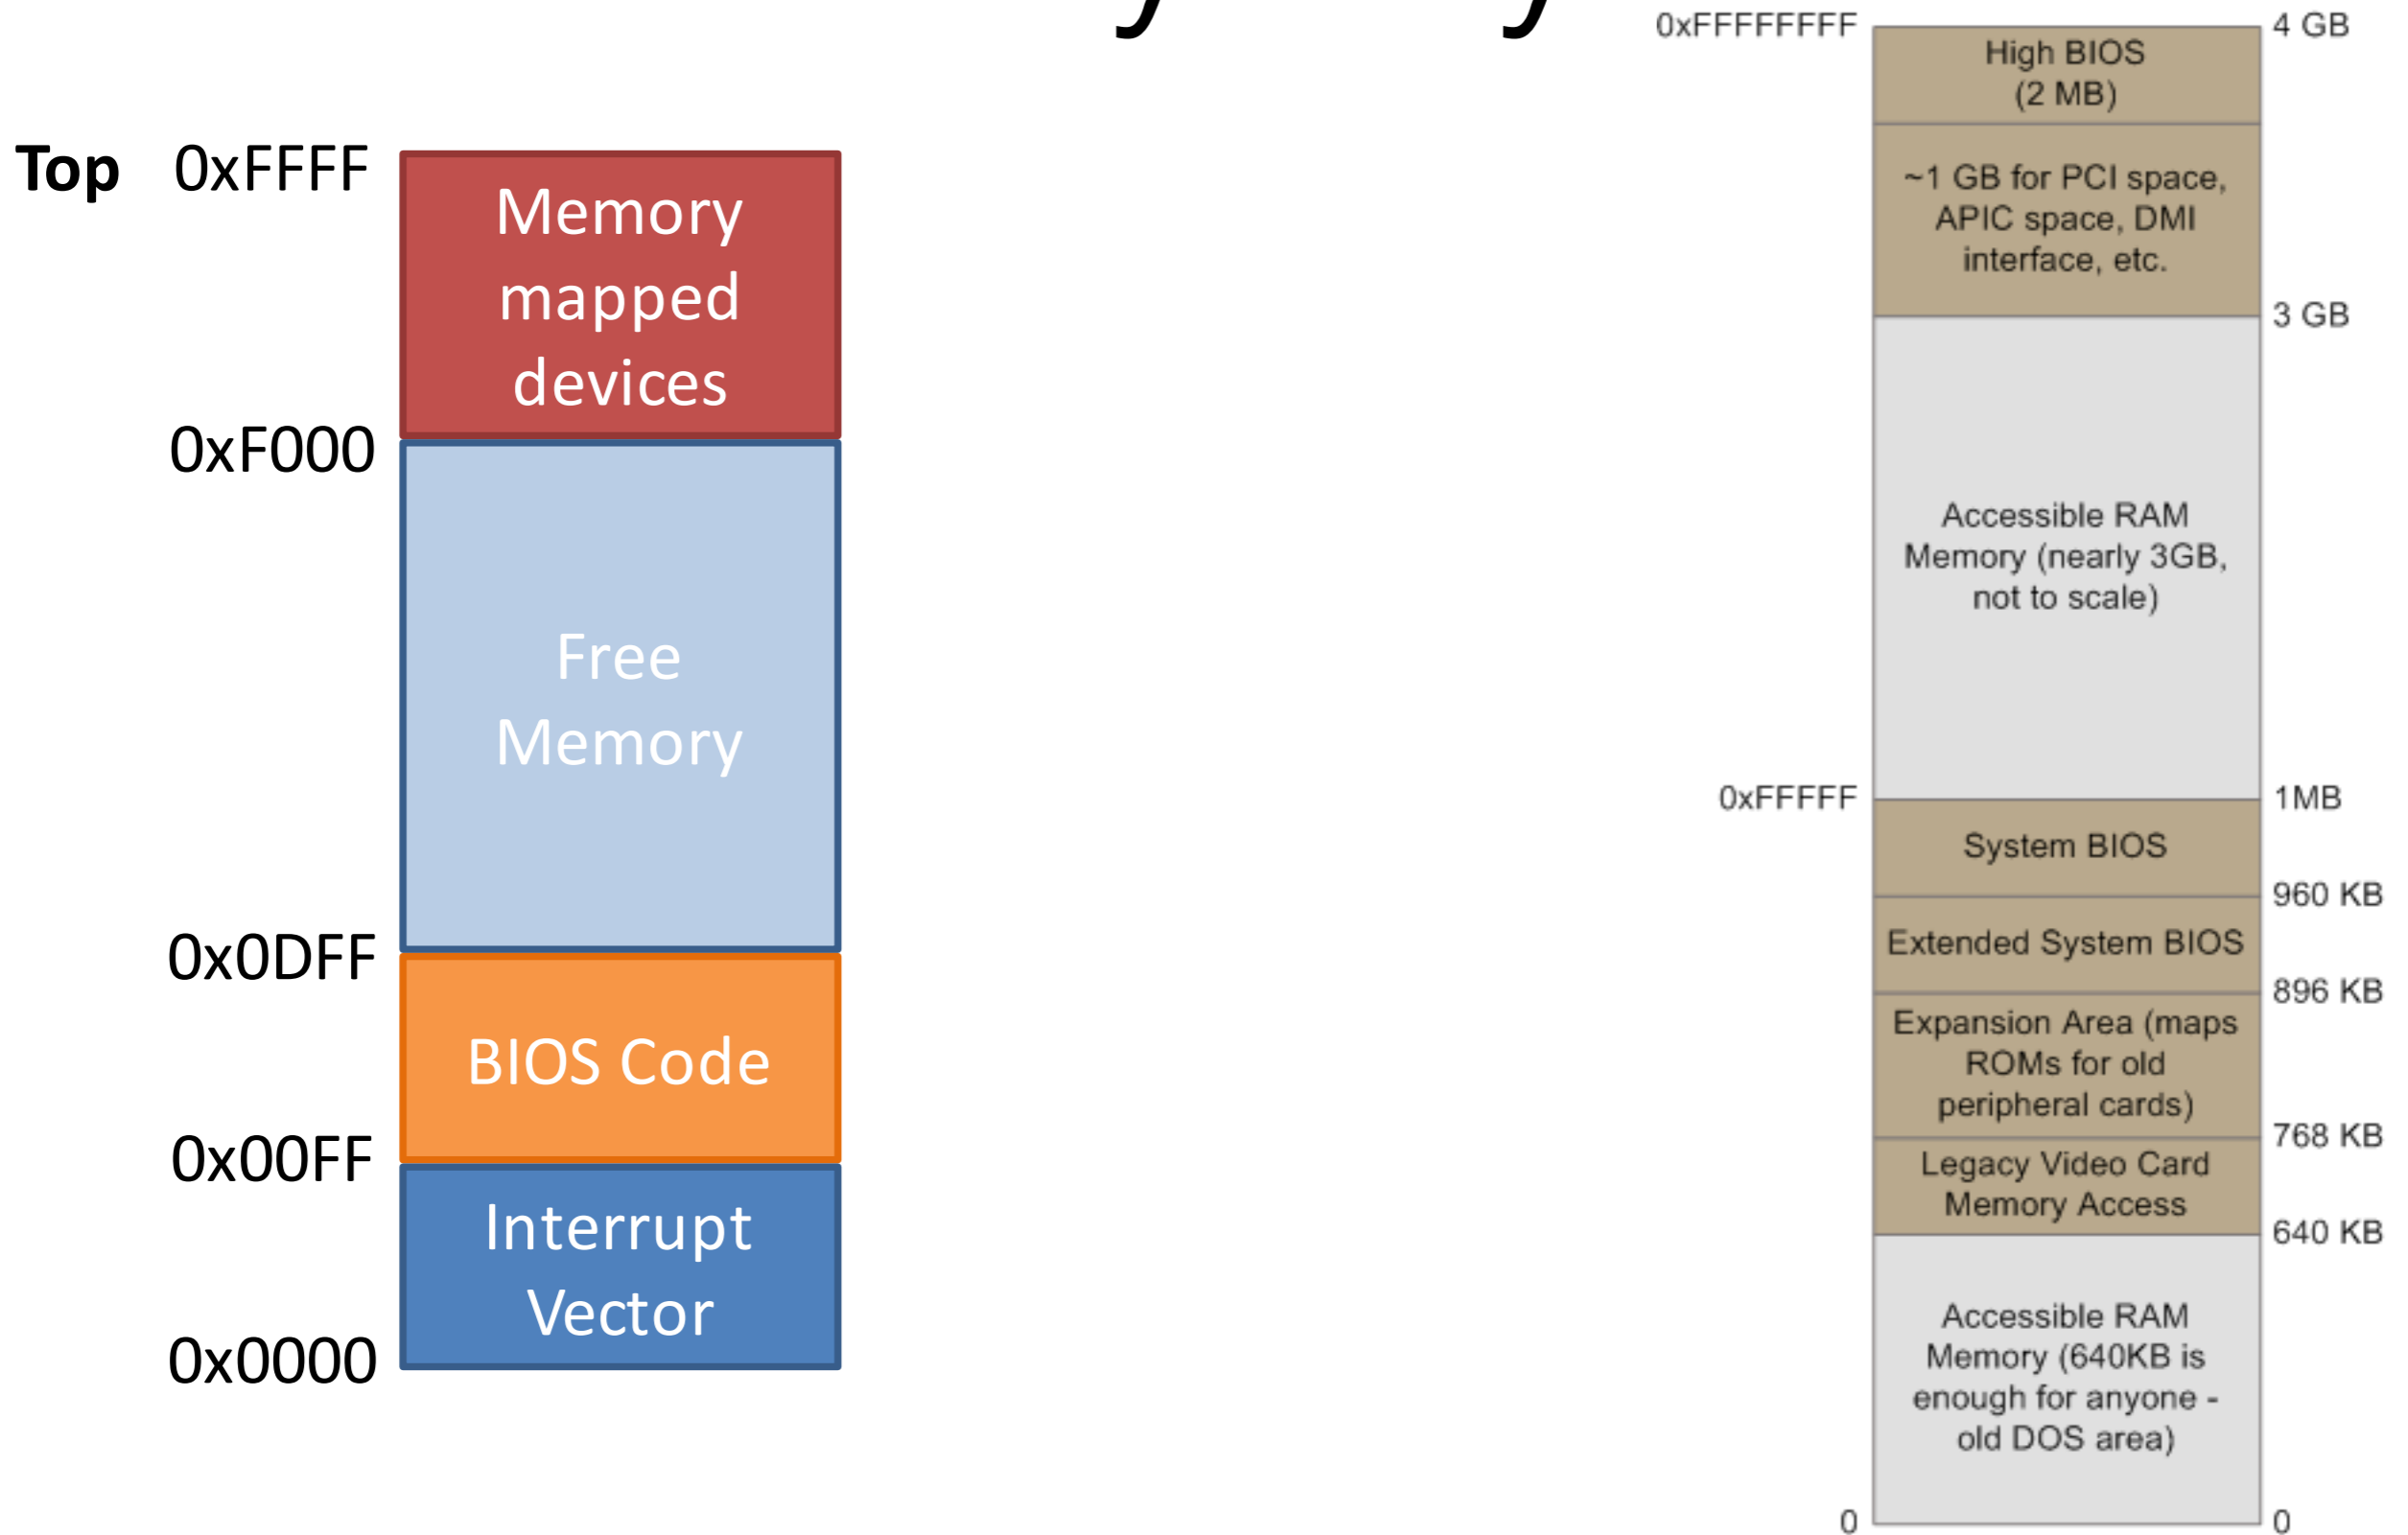 Top 0xFFFF
Memory
mapped
devices
0xF000
Free
Memory
0x0DFF
BIOS Code
0x00FF
Interrupt
Vector
0x0000
0xFFFFFFFF
4 GB
High BIOS
(2 MB)
~1 GB for PCI space,
APIC space, DMI
interface, etc.
3 GB
Accessible RAM
Memory (nearly 3GB,
not to scale)
0xFFFFF
1MB
System BIOS
960 KB
Extended System BIOS
896 KB
Expansion Area (maps
ROMs for old
peripheral cards)
768 KB
Legacy Video Card
Memory Access
640 KB
Accessible RAM
Memory (640KB is
enough for anyone -
old DOS area)
0
0